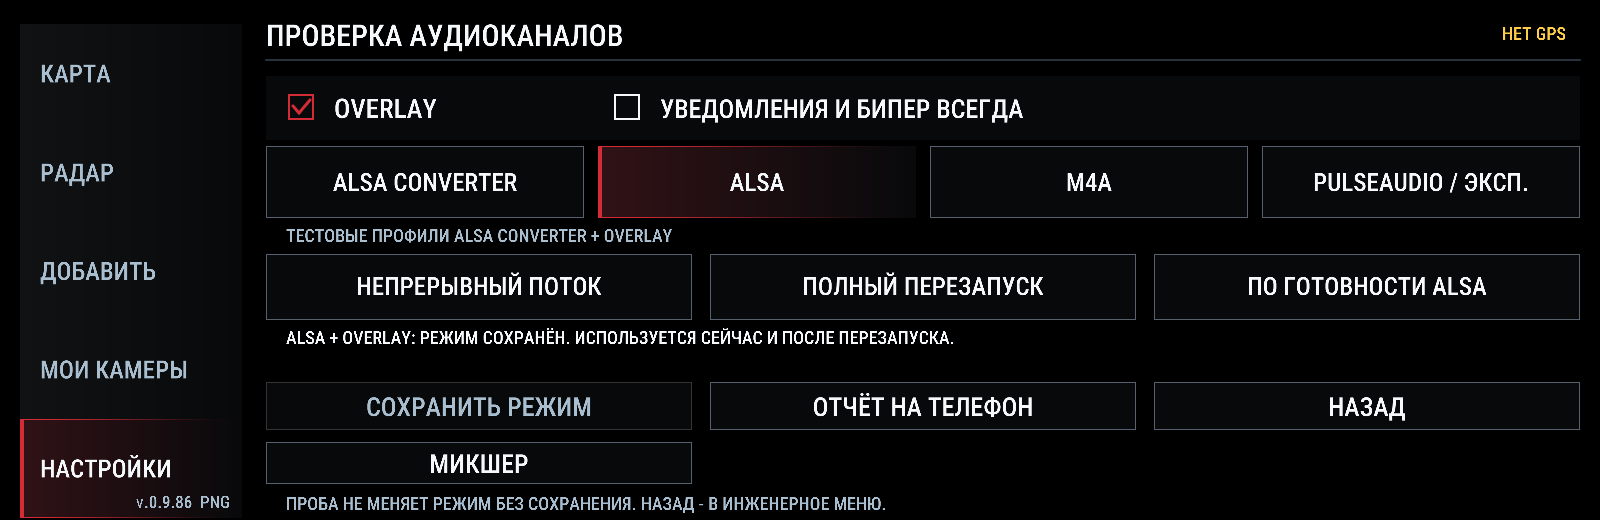 ПРОВЕРКА АУДИОКАНАЛОВ
НЕТ GPS
КАРТА
РАДАР
ДОБАВИТЬ
МОИ КАМЕРЫ
НАСТРОЙКИ
v.0.9.86 PNG
OVERLAY
УВЕДОМЛЕНИЯ И БИПЕР ВСЕГДА
ALSA CONVERTER
ALSA
M4A
PULSEAUDIO / ЭКСП.
ТЕСТОВЫЕ ПРОФИЛИ ALSA CONVERTER + OVERLAY
НЕПРЕРЫВНЫЙ ПОТОК
ПОЛНЫЙ ПЕРЕЗАПУСК
ПО ГОТОВНОСТИ ALSA
ALSA + OVERLAY: РЕЖИМ СОХРАНЁН. ИСПОЛЬЗУЕТСЯ СЕЙЧАС И ПОСЛЕ ПЕРЕЗАПУСКА.
СОХРАНИТЬ РЕЖИМ
ОТЧЁТ НА ТЕЛЕФОН
НАЗАД
МИКШЕР
ПРОБА НЕ МЕНЯЕТ РЕЖИМ БЕЗ СОХРАНЕНИЯ. НАЗАД - В ИНЖЕНЕРНОЕ МЕНЮ.